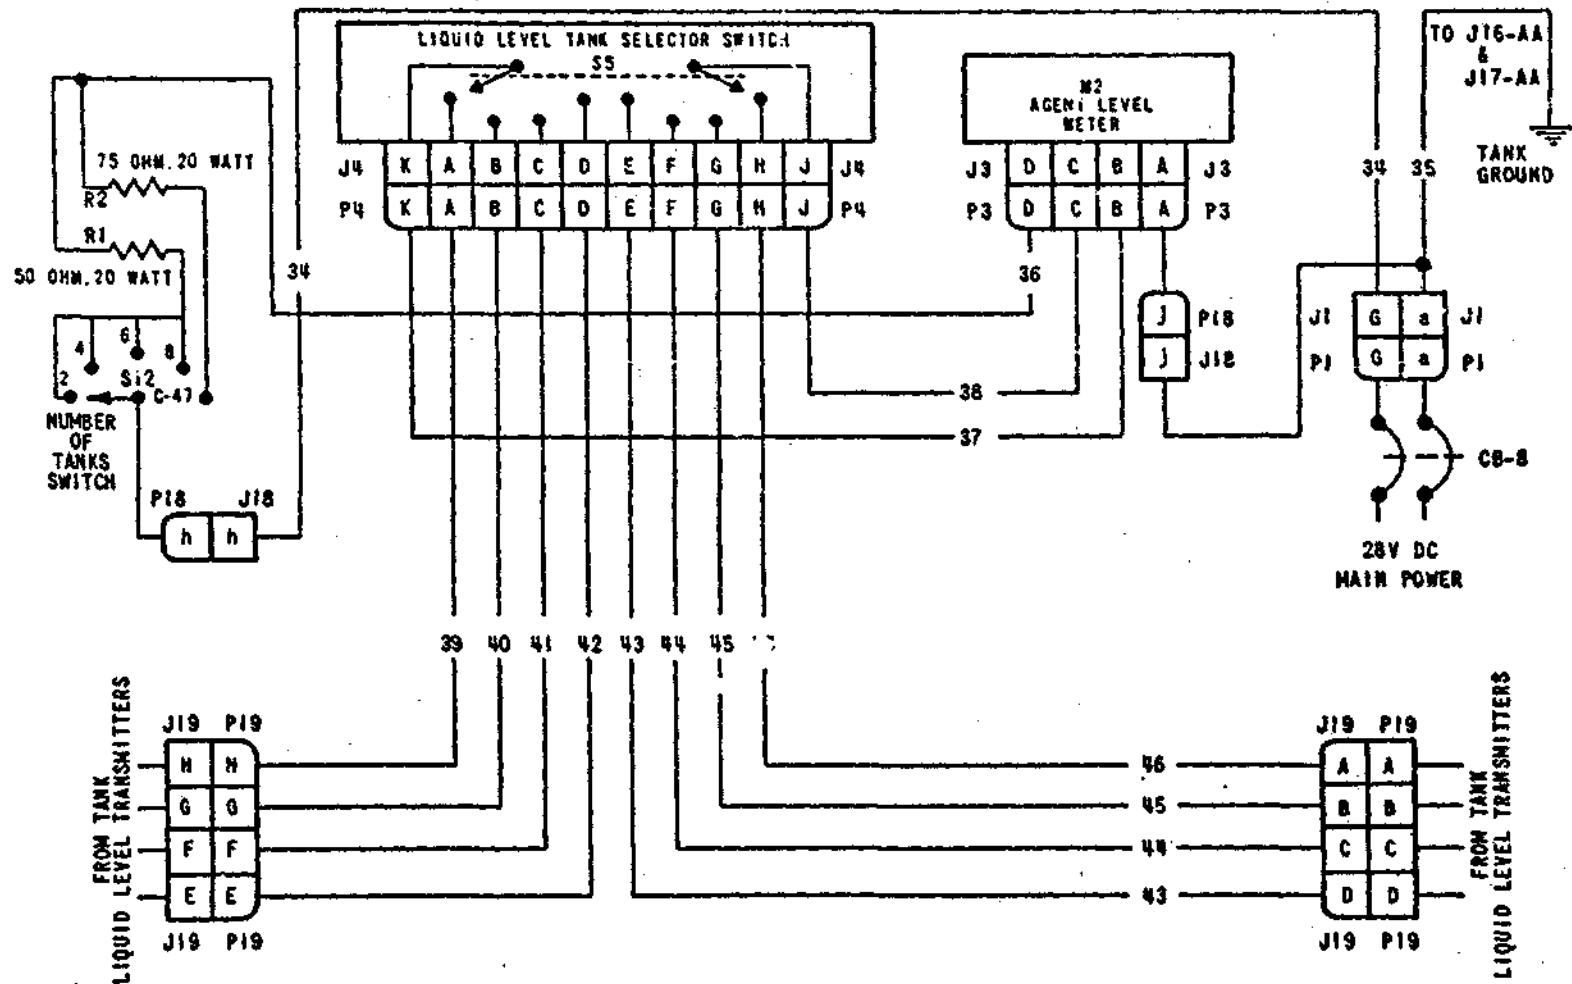 LIQUID LEVEL TANK SELECTOR SWITCH
S5
TO J16-AA
&
J17-AA
M2
AGENT LEVEL
METER
TANK
GROUND
75 OHM. 20 WATT
R2
R1
50 OHM. 20 WATT
J4 K A B C D E F G H J J4
P4 K A B C D E F G H J P4
J3 D C B A J3
P3 D C B A P3
34 35
34
36
J P18
J J18
J1 G a J1
P1 G a P1
2 4 6 8
S12
C-47
NUMBER
OF
TANKS
SWITCH
38
37
CB-8
P18 J18
h h
28V DC
MAIN POWER
39 40 41 42 43 44 45
FROM TANK
LIQUID LEVEL TRANSMITTERS
J19 P19
H H
G G
F F
E E
J19 P19
46
45
44
43
J19 P19
A A
B B
C C
D D
J19 P19
FROM TANK
LIQUID LEVEL TRANSMITTERS